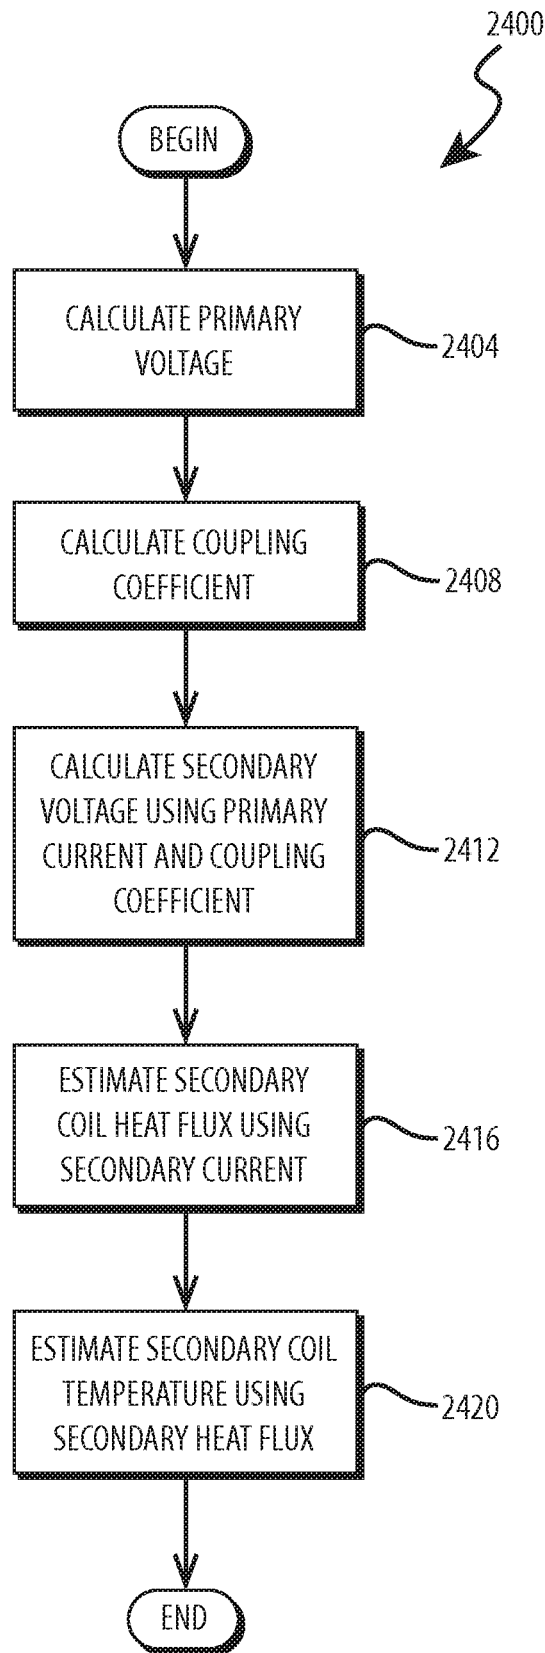 2400
BEGIN
CALCULATE PRIMARY
VOLTAGE
2404
CALCULATE COUPLING
COEFFICIENT
2408
CALCULATE SECONDARY
VOLTAGE USING PRIMARY
CURRENT AND COUPLING
COEFFICIENT
2412
ESTIMATE SECONDARY
COIL HEAT FLUX USING
SECONDARY CURRENT
2416
ESTIMATE SECONDARY COIL
TEMPERATURE USING
SECONDARY HEAT FLUX
2420
END